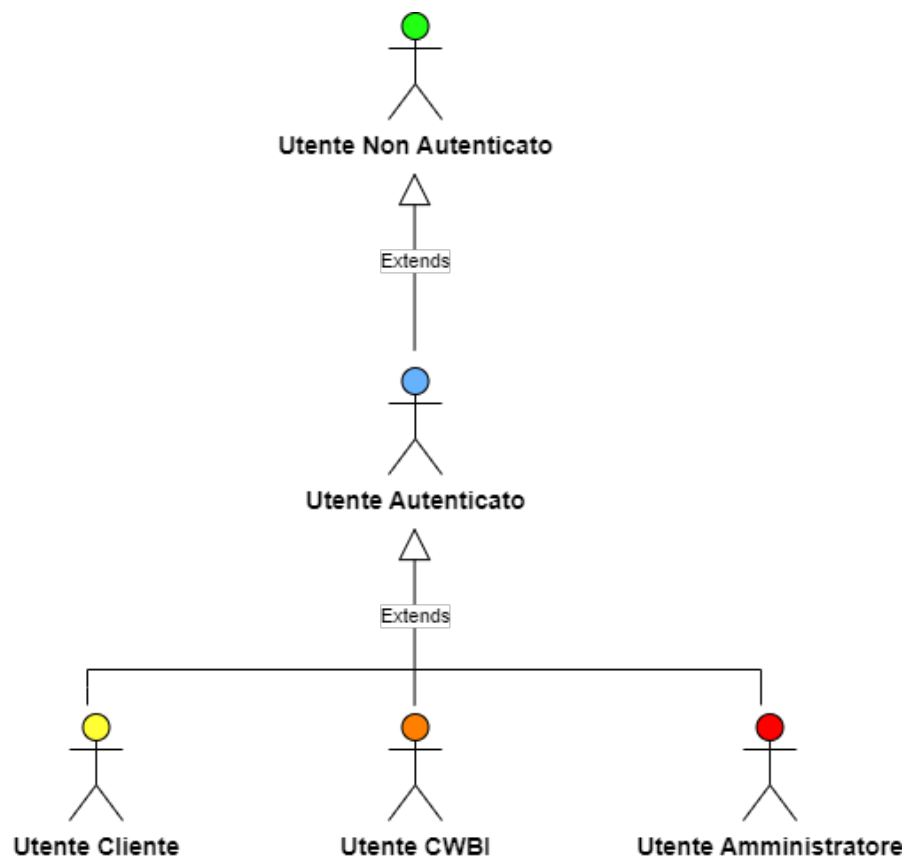 Utente Non Autenticato
Extends
Utente Autenticato
Extends
Utente Cliente
Utente CWBI
Utente Amministratore